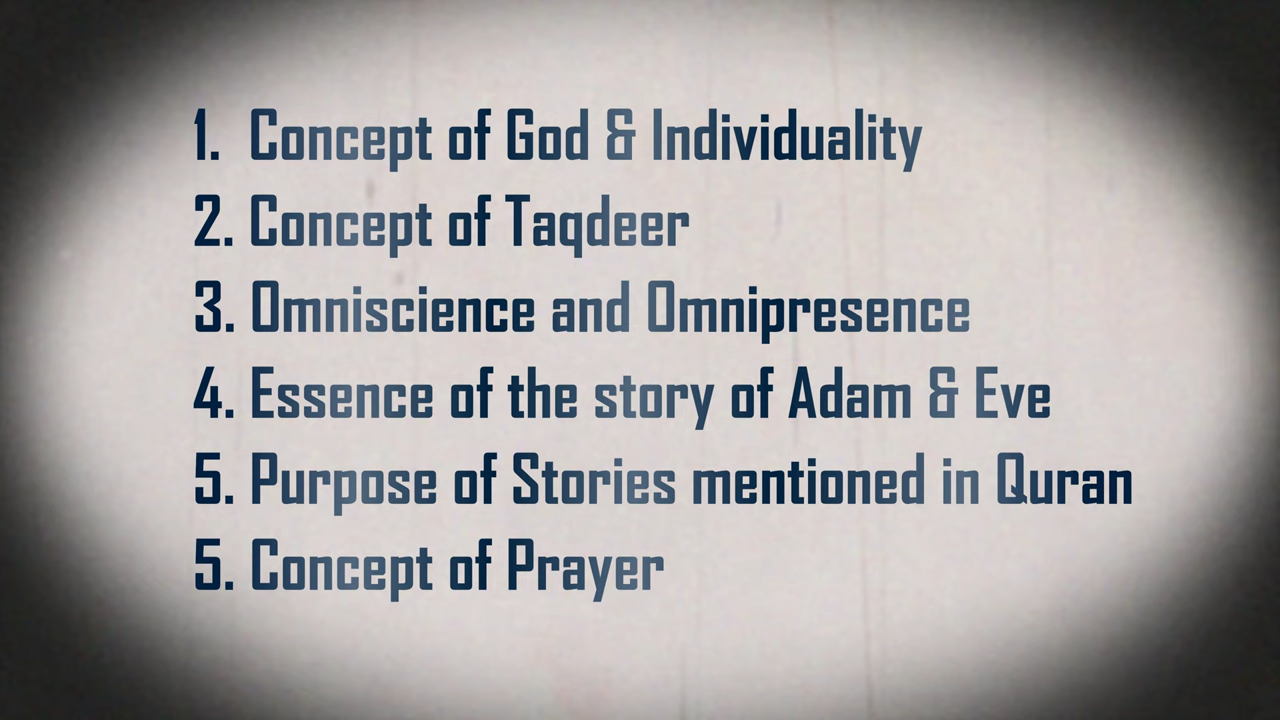 1. Concept of God & Individuality
2. Concept of Taqdeer
3. Omniscience and Omnipresence
4. Essence of the story of Adam & Eve
5. Purpose of Stories mentioned in Quran
5. Concept of Prayer